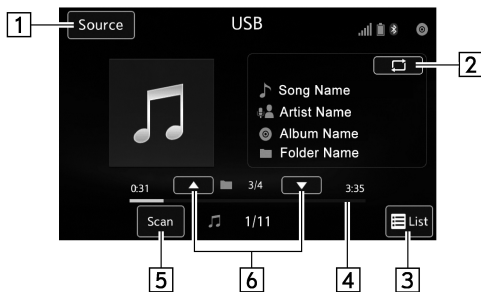 1
Source
USB
2
Song Name
Artist Name
Album Name
Folder Name
0:31
3/4
3:35
Scan
1/11
List
5
6
4
3